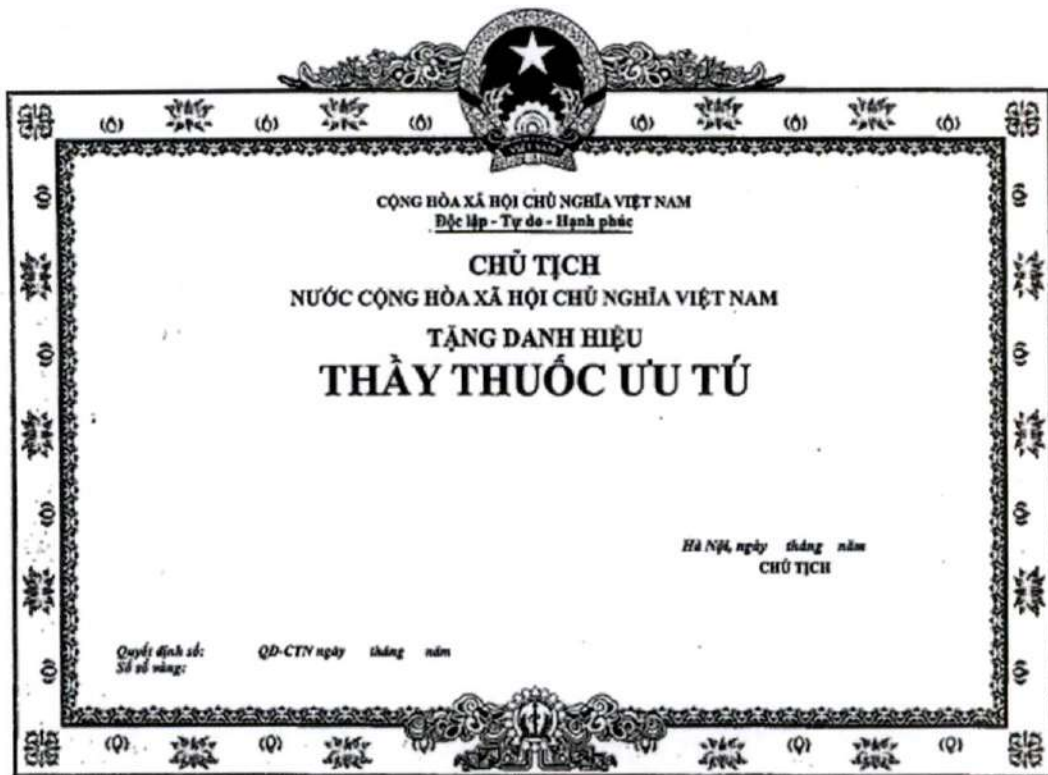 CỘNG HÒA XÃ HỘI CHỦ NGHĨA VIỆT NAM
Độc lập - Tự do - Hạnh phúc
CHỦ TỊCH
NƯỚC CỘNG HÒA XÃ HỘI CHỦ NGHĨA VIỆT NAM
TẶNG DANH HIỆU
THẦY THUỐC ƯU TÚ
Hà Nội, ngày tháng năm
CHỦ TỊCH
Quyết định số: QĐ-CTN ngày tháng năm
Số sổ vàng: